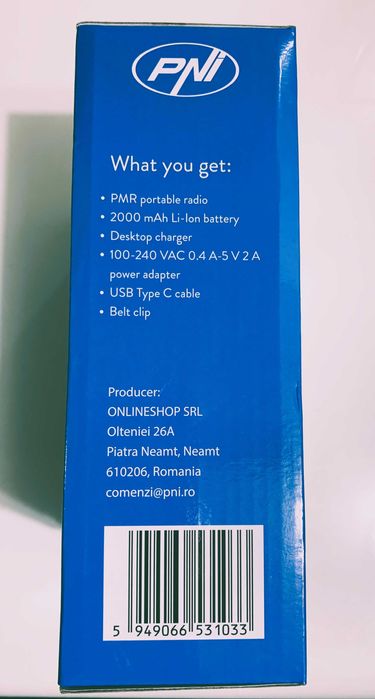 PNI
What you get:
• PMR portable radio
• 2000 mAh Li-Ion battery
• Desktop charger
• 100-240 VAC 0.4 A-5 V 2 A
power adapter
• USB Type C cable
• Belt clip
Producer:
ONLINESHOP SRL
Olteniei 26A
Piatra Neamt, Neamt
610206, Romania
comenzi@pni.ro
5 949066 531033